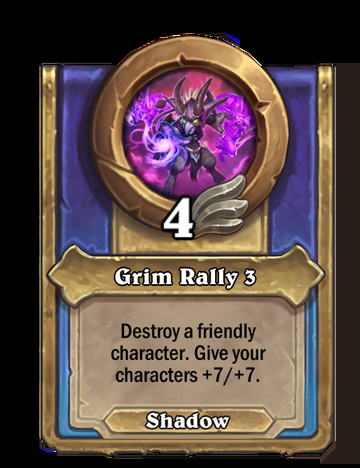 4
Grim Rally 3
Destroy a friendly
character. Give your
characters +7/+7.
Shadow